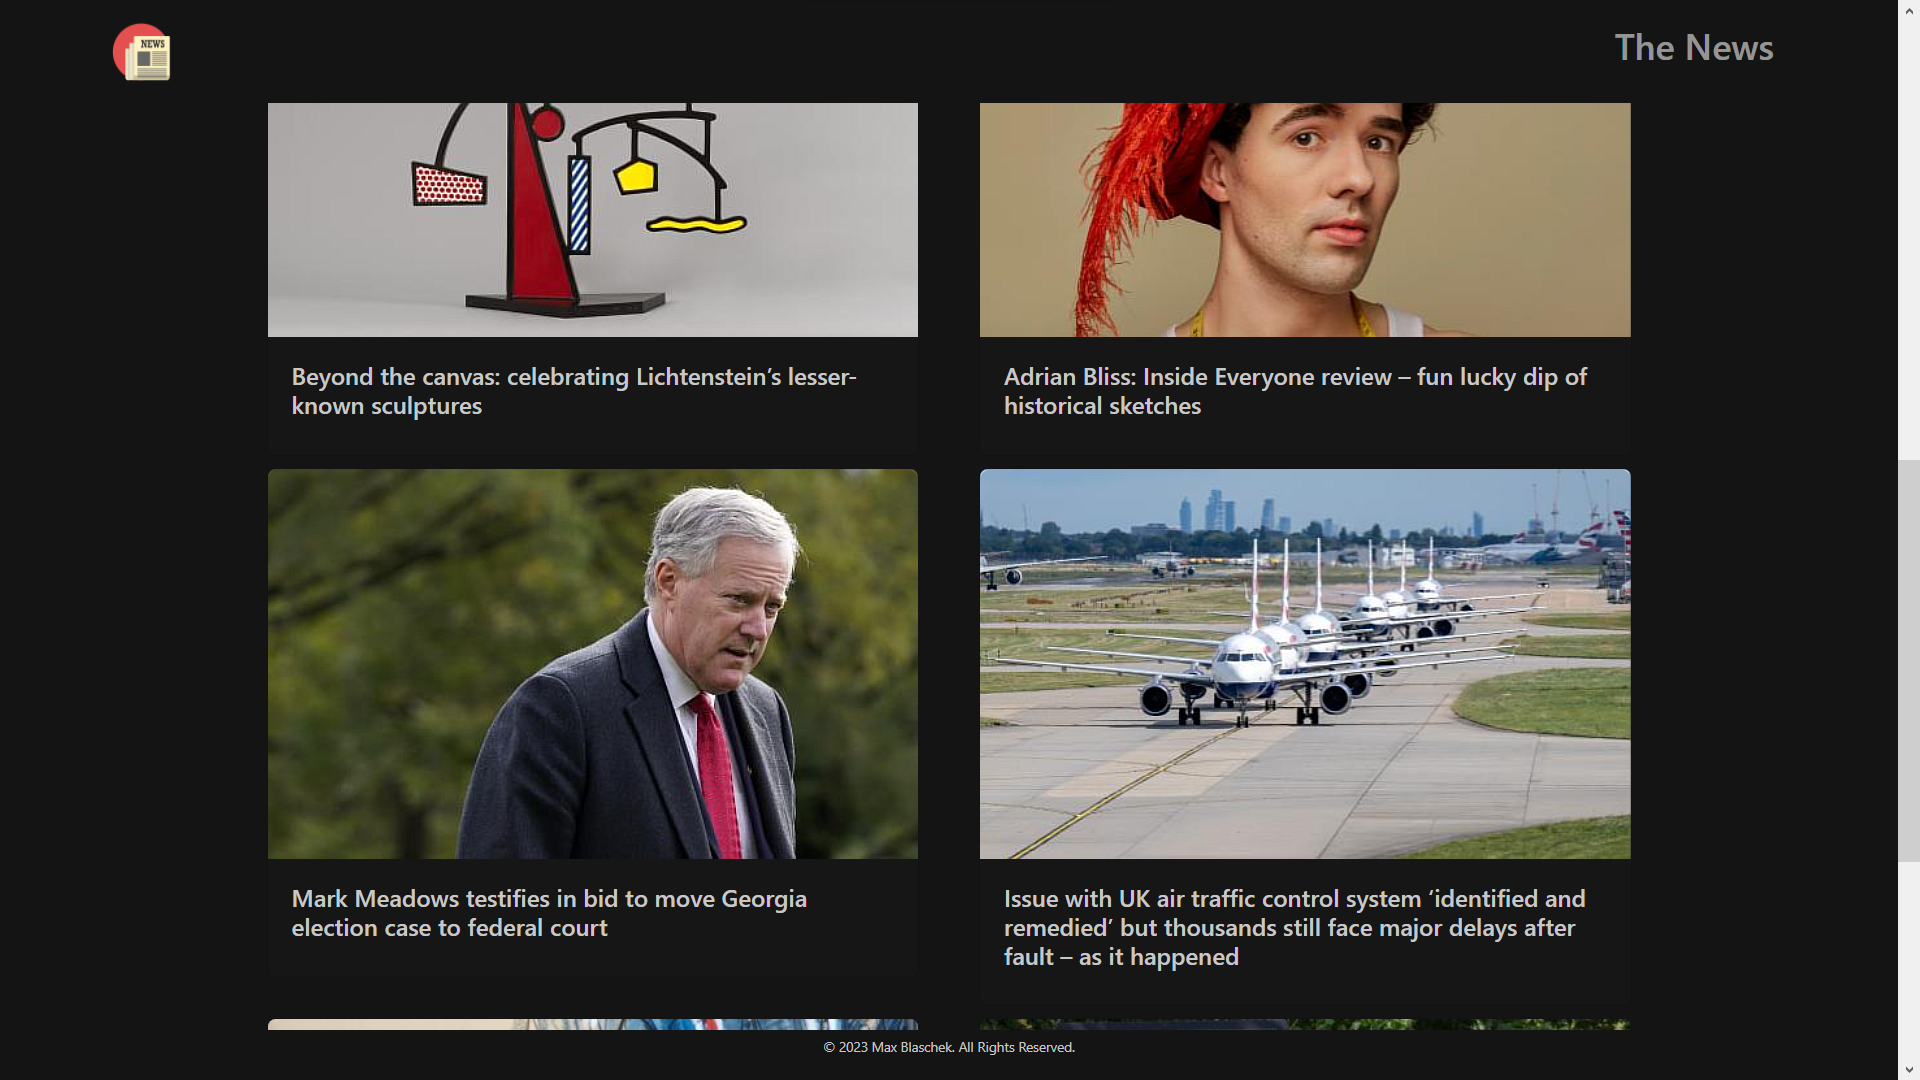 NEWS
The News
Beyond the canvas: celebrating Lichtenstein’s lesser-
known sculptures
Adrian Bliss: Inside Everyone review – fun lucky dip of
historical sketches
Mark Meadows testifies in bid to move Georgia
election case to federal court
Issue with UK air traffic control system ‘identified and
remedied’ but thousands still face major delays after
fault – as it happened
© 2023 Max Blaschek. All Rights Reserved.